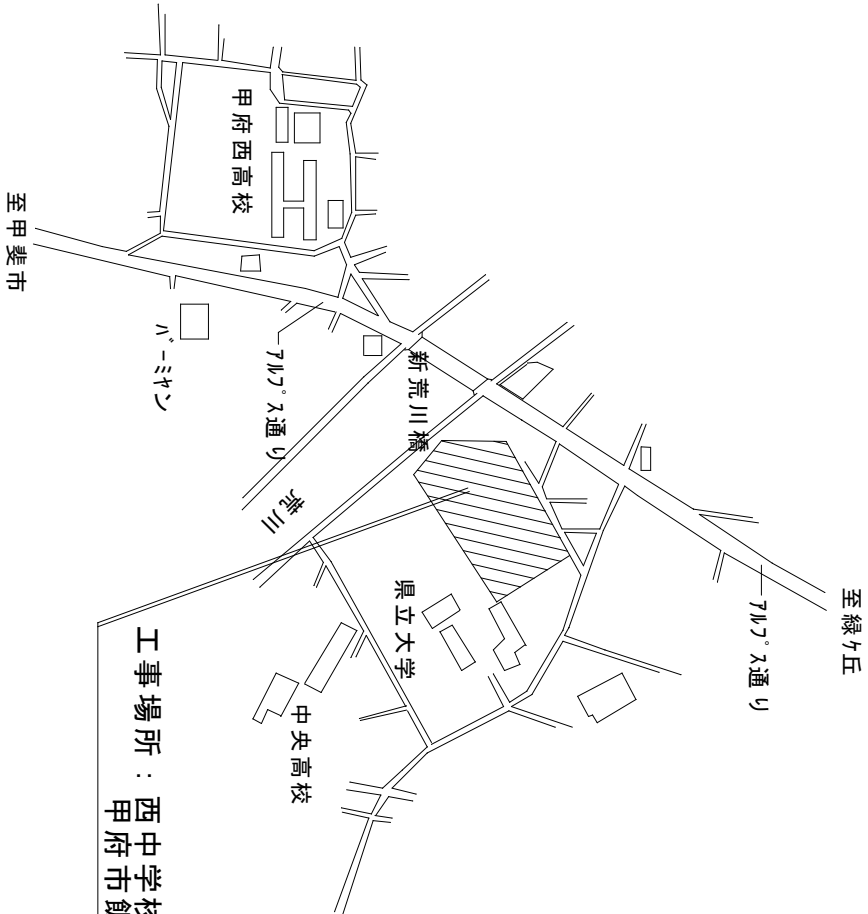 甲府西高校
至甲斐市
バーミヤン
アルプス通り
新荒川橋
荒川
県立大学
中央高校
アルプス通り
至緑ケ丘
工事場所：西中学校
甲府市飯